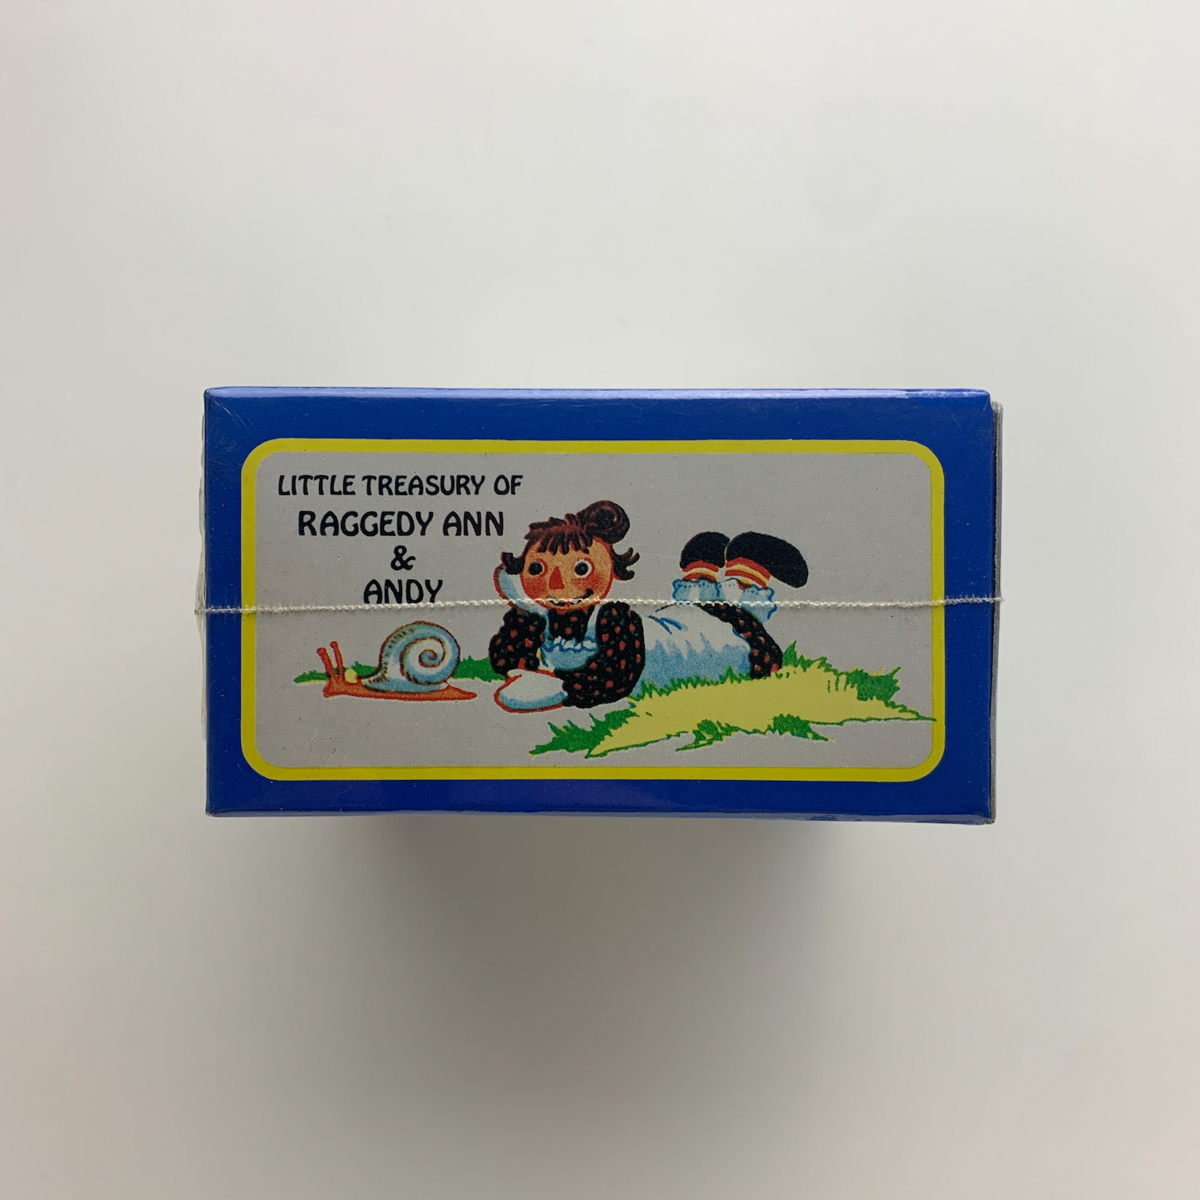 LITTLE TREASURY OF
RAGGEDY ANN
&
ANDY